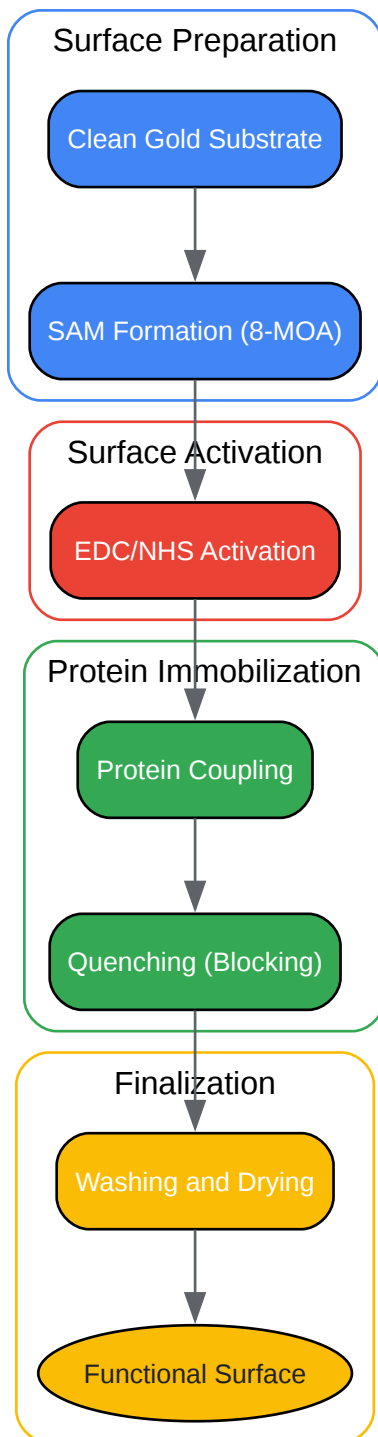 Surface Preparation
Clean Gold Substrate
SAM Formation (8-MOA)
Surface Activation
EDC/NHS Activation
Protein Immobilization
Protein Coupling
Quenching (Blocking)
Finalization
Washing and Drying
Functional Surface